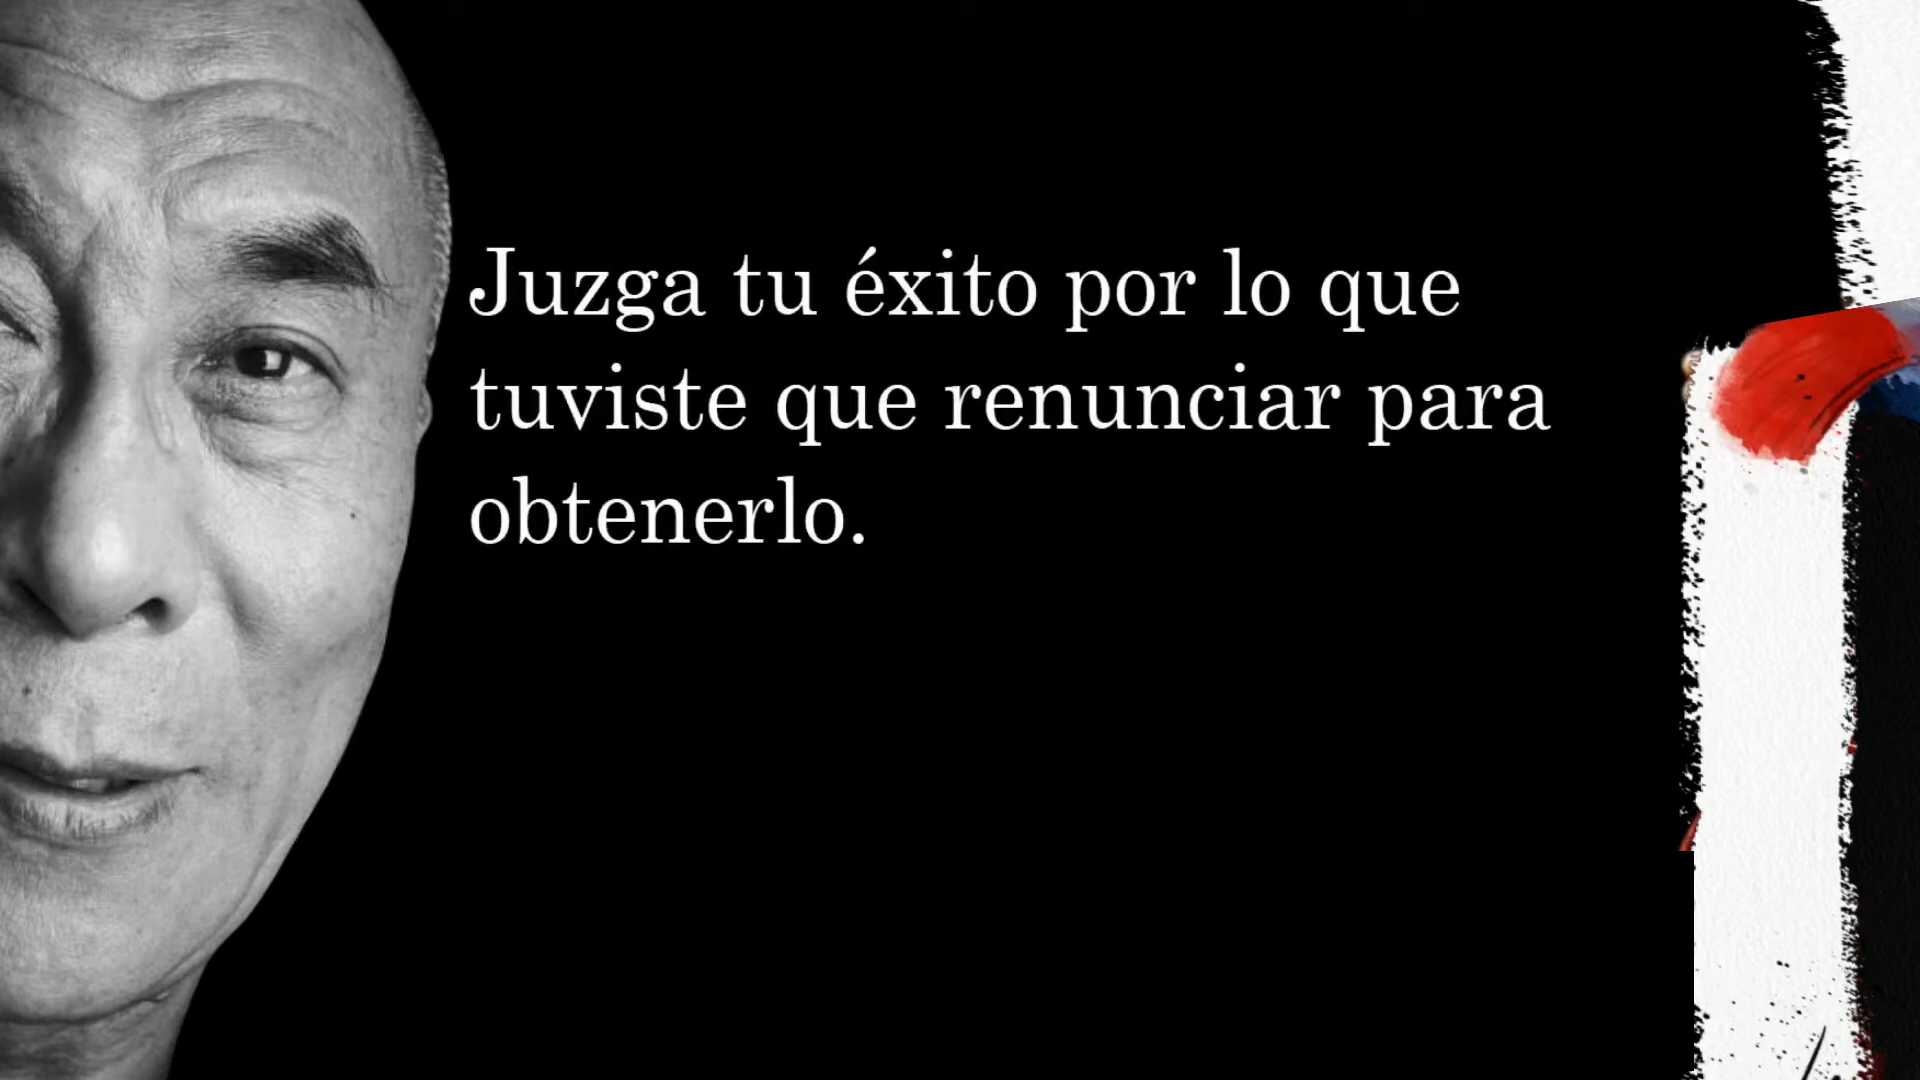 Juzga tu éxito por lo que
tuviste que renunciar para
obtenerlo.